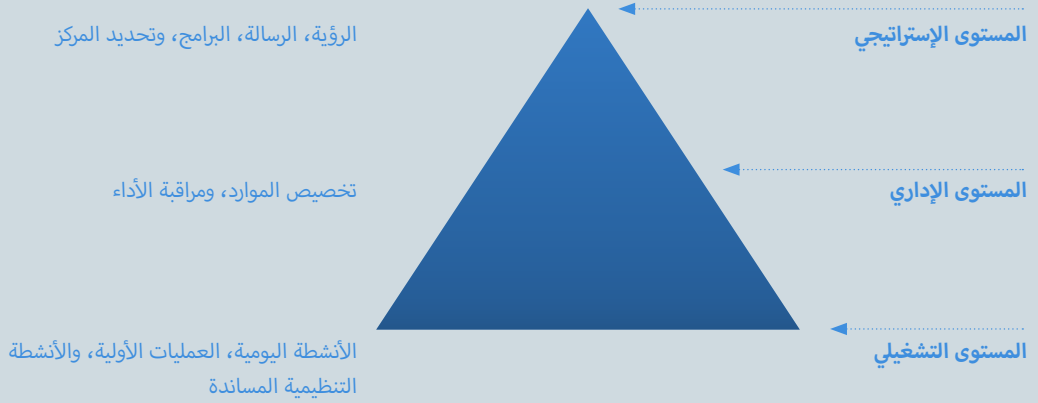 المستوى الإستراتيجي
الرؤية، الرسالة، البرامج، وتحديد المركز
المستوى الإداري
تخصيص الموارد، ومراقبة الأداء
المستوى التشغيلي
الأنشطة اليومية، العمليات الأولية، والأنشطة
التنظيمية المساندة